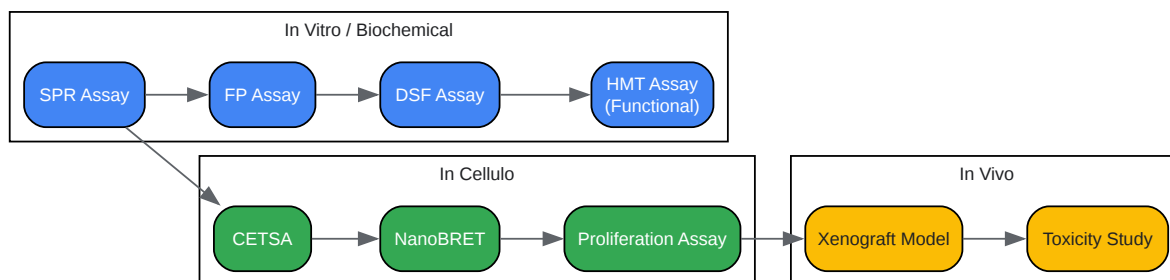 In Vitro / Biochemical
SPR Assay
FP Assay
DSF Assay
HMT Assay
(Functional)
In Cellulo
CETSA
NanoBRET
Proliferation Assay
In Vivo
Xenograft Model
Toxicity Study